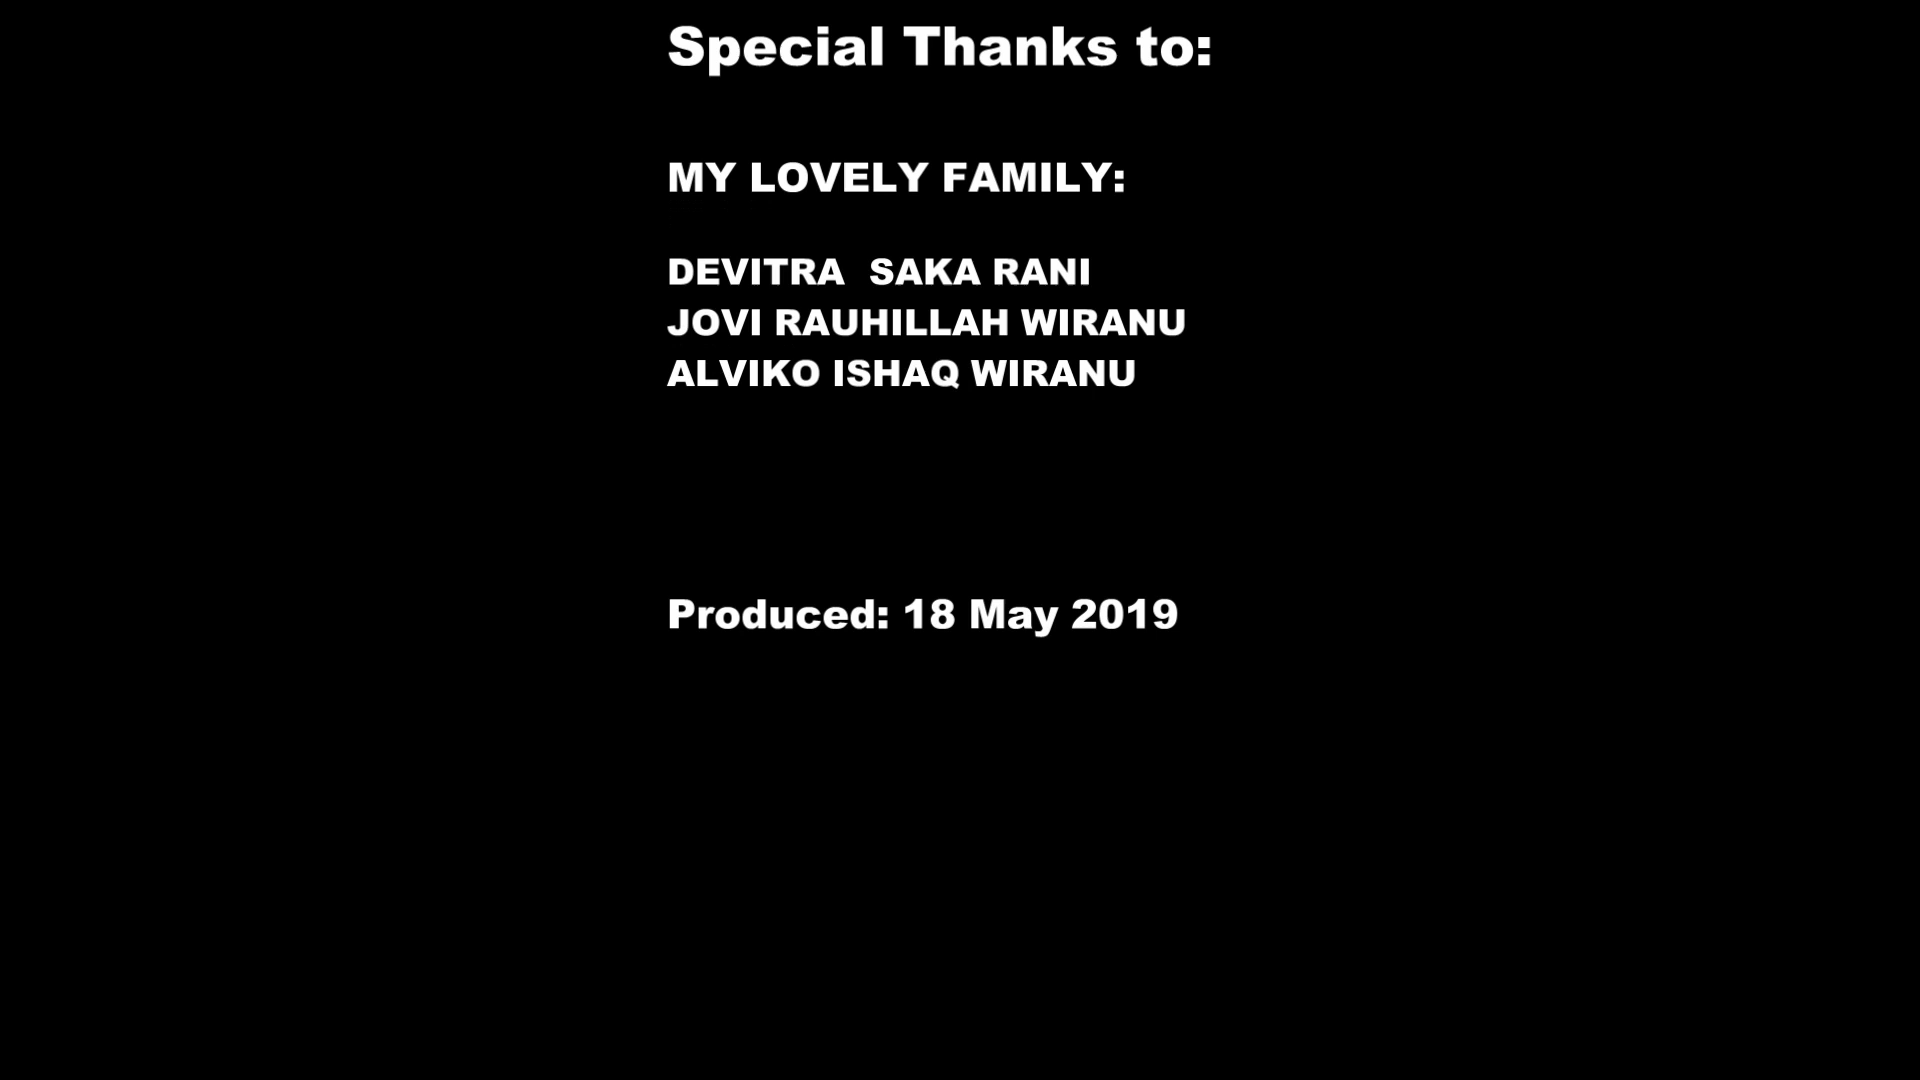 Special Thanks to:
MY LOVELY FAMILY:
DEVITRA  SAKA RANI
JOVI RAUHILLAH WIRANU
ALVIKO ISHAQ WIRANU
Produced: 18 May 2019